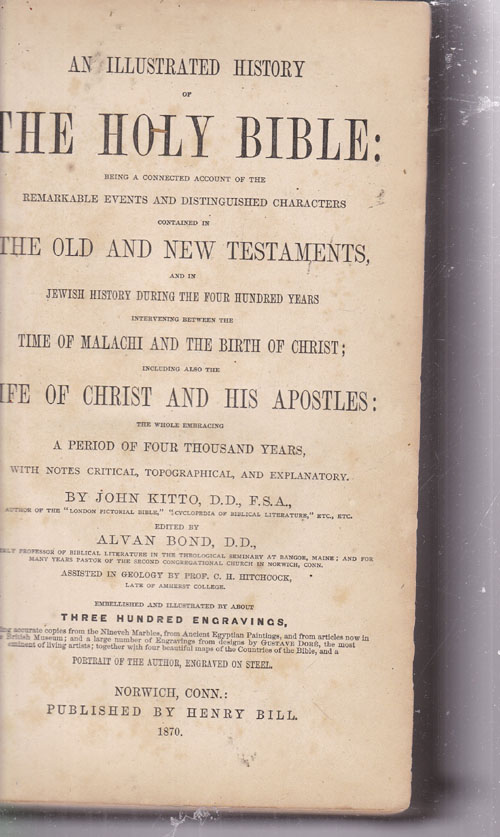 AN ILLUSTRATED HISTORY
OF
THE HOLY BIBLE:
BEING A CONNECTED ACCOUNT OF THE
REMARKABLE EVENTS AND DISTINGUISHED CHARACTERS
CONTAINED IN
THE OLD AND NEW TESTAMENTS,
AND IN
JEWISH HISTORY DURING THE FOUR HUNDRED YEARS
INTERVENING BETWEEN THE
TIME OF MALACHI AND THE BIRTH OF CHRIST;
INCLUDING ALSO THE
IFE OF CHRIST AND HIS APOSTLES:
THE WHOLE EMBRACING
A PERIOD OF FOUR THOUSAND YEARS,
WITH NOTES CRITICAL, TOPOGRAPHICAL, AND EXPLANATORY.
BY JOHN KITTO, D.D., F.S.A.,
AUTHOR OF THE "LONDON PICTORIAL BIBLE," "CYCLOPEDIA OF BIBLICAL LITERATURE," ETC., ETC.
EDITED BY
ALVAN BOND, D.D.,
PROFESSOR OF BIBLICAL LITERATURE IN THE THEOLOGICAL SEMINARY AT BANGOR, MAINE; AND FOR
MANY YEARS PASTOR OF THE SECOND CONGREGATIONAL CHURCH IN NORWICH, CONN.
ASSISTED IN GEOLOGY BY PROF. C. H. HITCHCOCK,
LATE OF AMHERST COLLEGE.
EMBELLISHED AND ILLUSTRATED BY ABOUT
THREE HUNDRED ENGRAVINGS,
accurate copies from the Nineveh Marbles, from Ancient Egyptian Paintings, and from articles now in
British Museum; and a large number of Engravings from designs by GUSTAVE DORÉ, the most
eminent of living artists; together with four beautiful maps of the Countries of the Bible, and a
PORTRAIT OF THE AUTHOR, ENGRAVED ON STEEL.
NORWICH, CONN.:
PUBLISHED BY HENRY BILL.
1870.